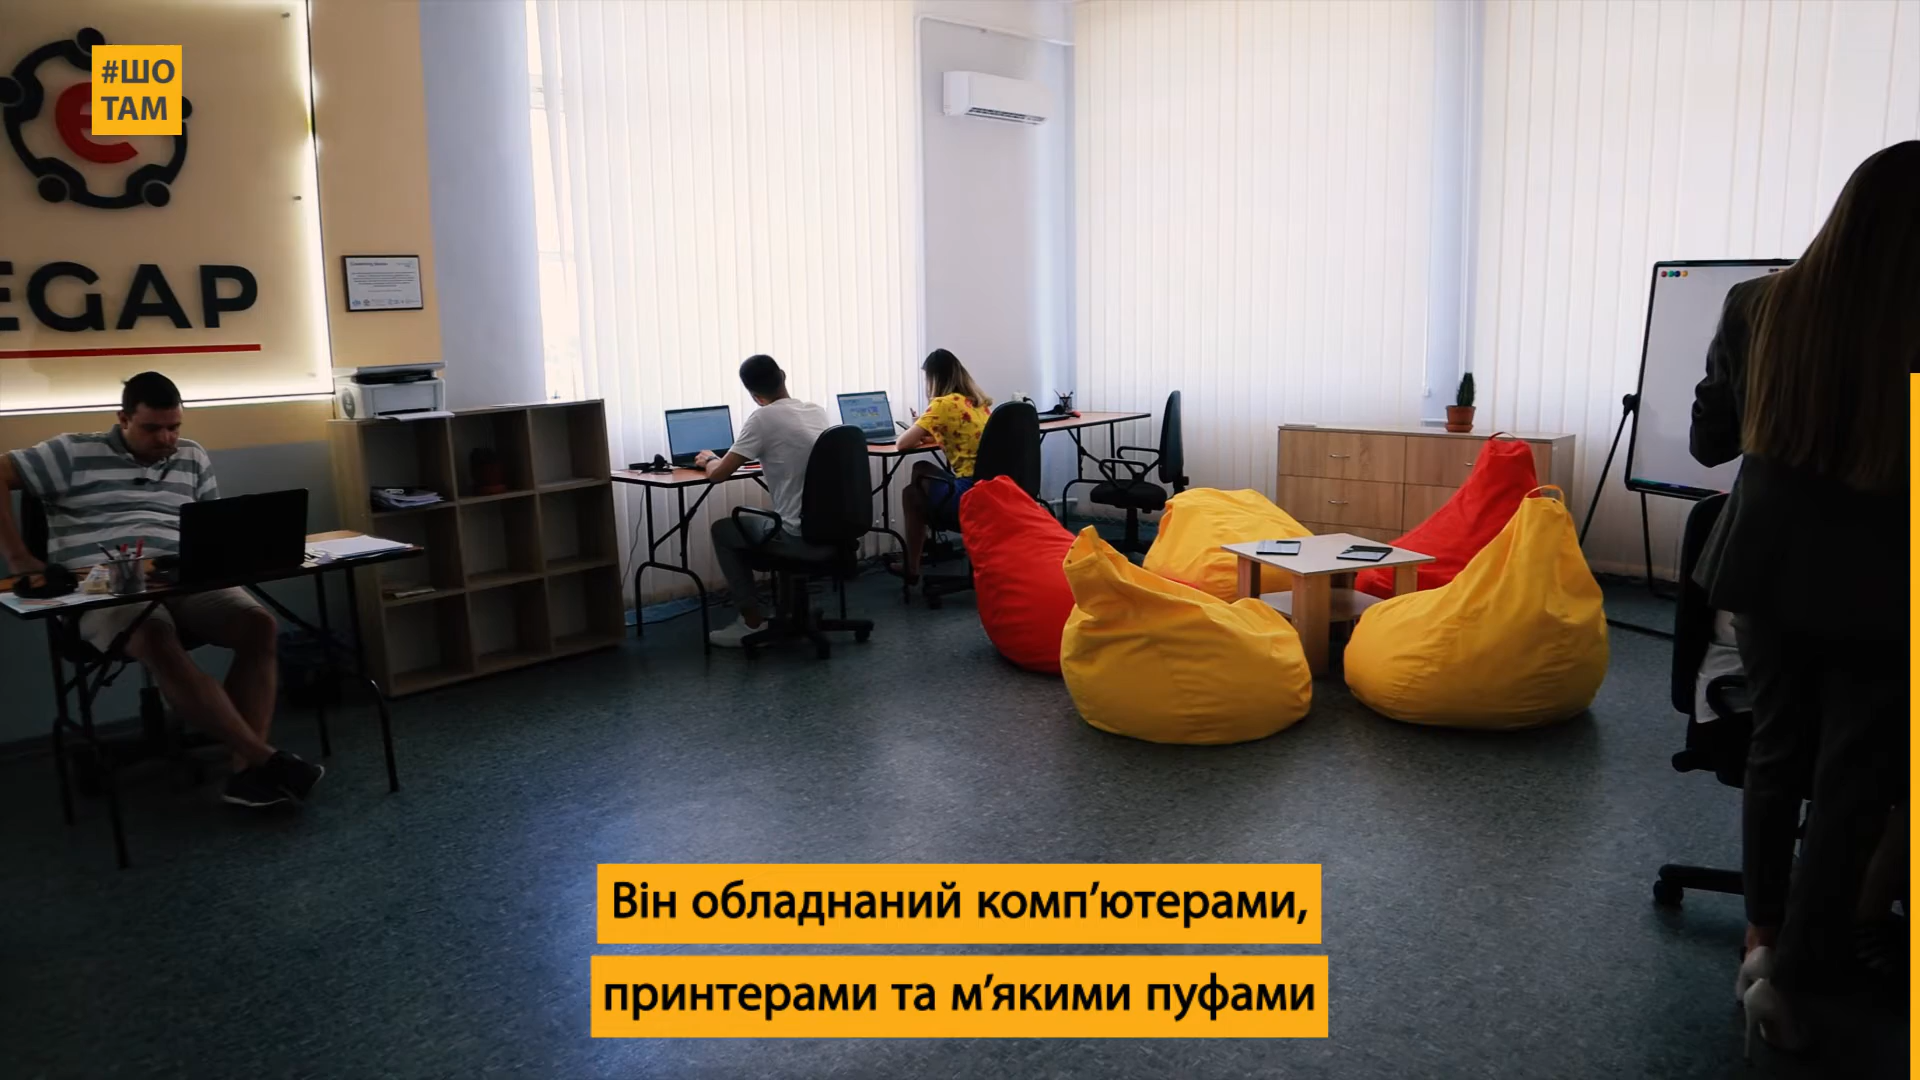 #ШО
ТАМ
e
EGAP
Він обладнаний комп’ютерами,
принтерами та м’якими пуфами